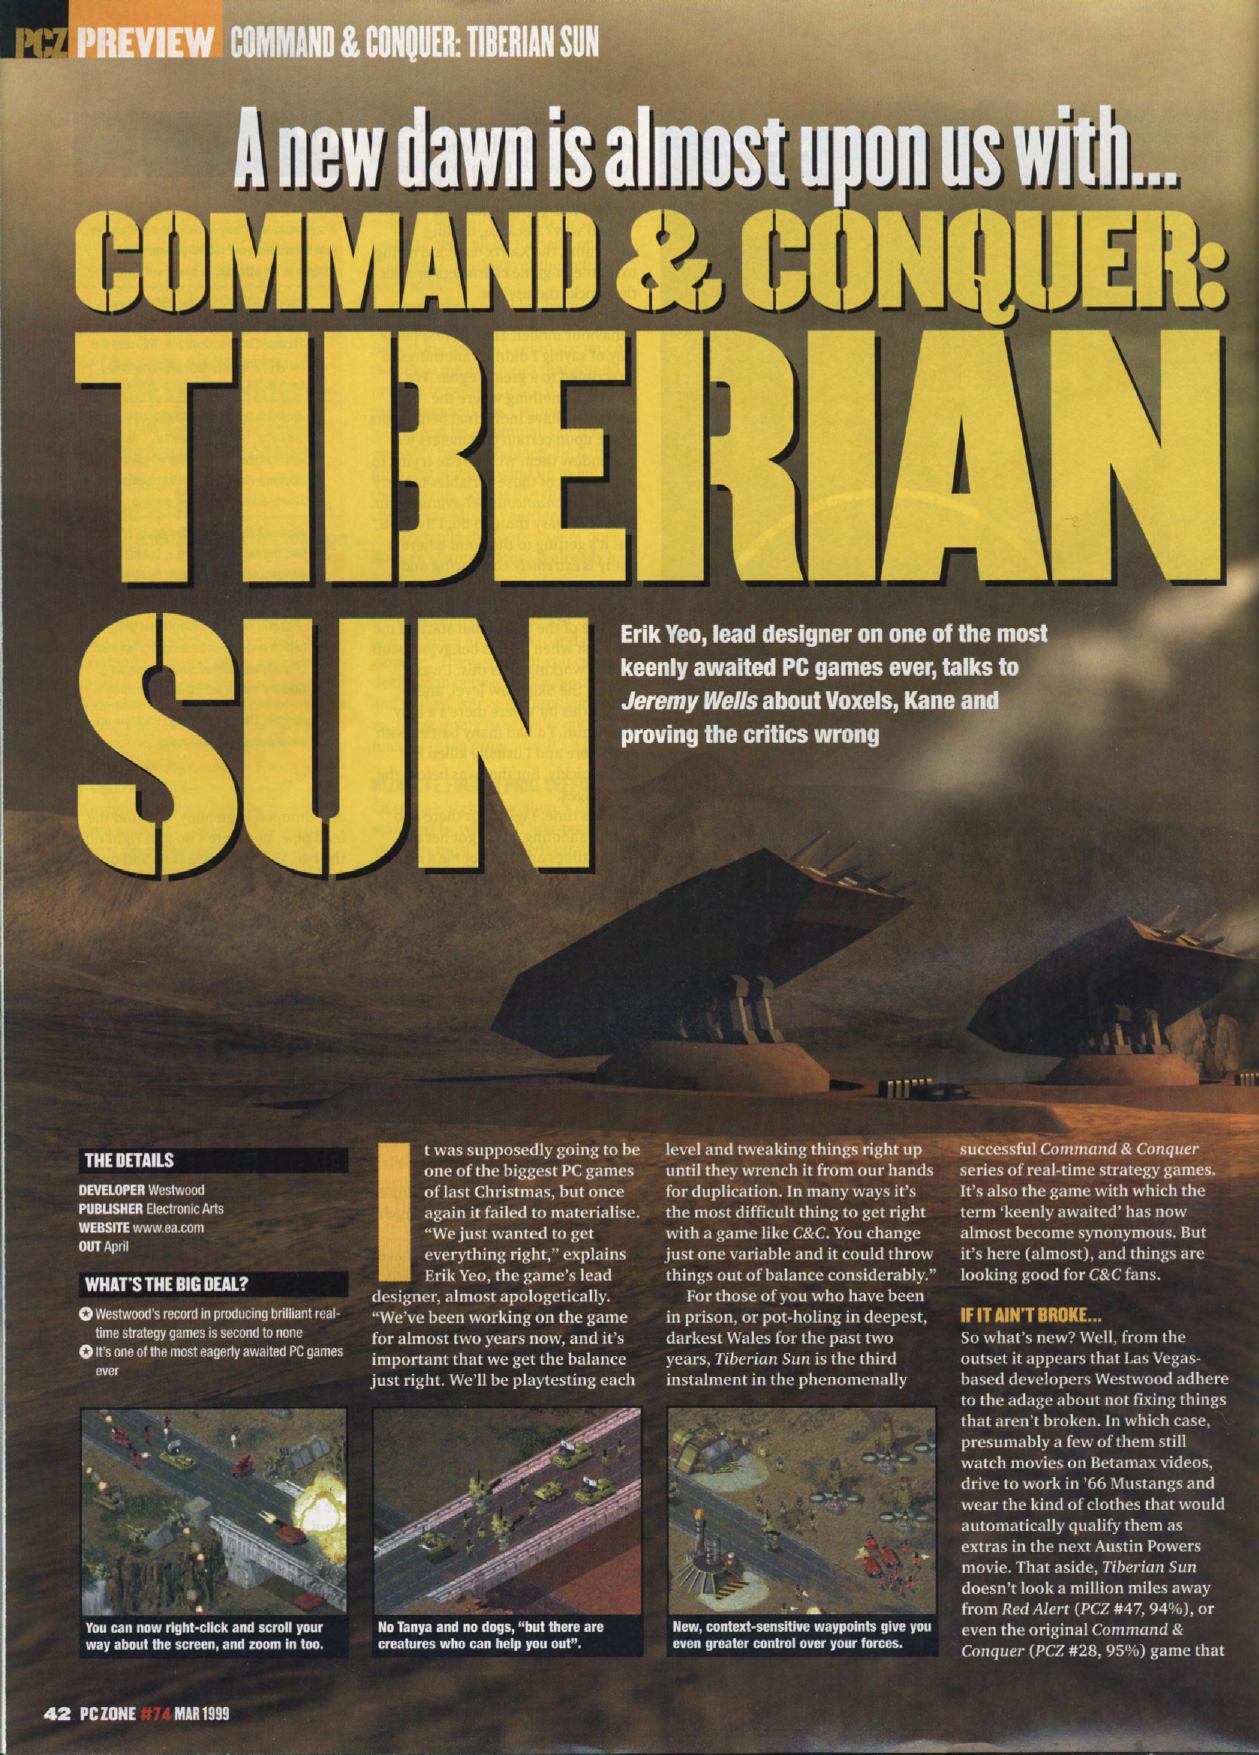 PCZ PREVIEW COMMAND & CONQUER: TIBERIAN SUN
A new dawn is almost upon us with...
COMMAND & CONQUER:
TIBERIAN
SUN
Erik Yeo, lead designer on one of the most
keenly awaited PC games ever, talks to
Jeremy Wells about Voxels, Kane and
proving the critics wrong
THE DETAILS
DEVELOPER Westwood
PUBLISHER Electronic Arts
WEBSITE www.ea.com
OUT April
WHAT'S THE BIG DEAL?
Westwood's record in producing brilliant real-
time strategy games is second to none
It's one of the most eagerly awaited PC games
ever
It was supposedly going to be
one of the biggest PC games
of last Christmas, but once
again it failed to materialise.
“We just wanted to get
everything right,” explains
Erik Yeo, the game's lead
designer, almost apologetically.
“We've been working on the game
for almost two years now, and it's
important that we get the balance
just right. We'll be playtesting each
level and tweaking things right up
until they wrench it from our hands
for duplication. In many ways it's
the most difficult thing to get right
with a game like C&C. You change
just one variable and it could throw
things out of balance considerably.”
For those of you who have been
in prison, or pot-holing in deepest,
darkest Wales for the past two
years, Tiberian Sun is the third
instalment in the phenomenally
successful Command & Conquer
series of real-time strategy games.
It's also the game with which the
term ‘keenly awaited’ has now
almost become synonymous. But
it's here (almost), and things are
looking good for C&C fans.
IF IT AIN'T BROKE...
So what's new? Well, from the
outset it appears that Las Vegas-
based developers Westwood adhere
to the adage about not fixing things
that aren't broken. In which case,
presumably a few of them still
watch movies on Betamax videos,
drive to work in '66 Mustangs and
wear the kind of clothes that would
automatically qualify them as
extras in the next Austin Powers
movie. That aside, Tiberian Sun
doesn't look a million miles away
from Red Alert (PCZ #47, 94%), or
even the original Command &
Conquer (PCZ #28, 95%) game that
You can now right-click and scroll your
way about the screen, and zoom in too.
No Tanya and no dogs, “but there are
creatures who can help you out”.
New, context-sensitive waypoints give you
even greater control over your forces.
42 PC ZONE #74 MAR 1999